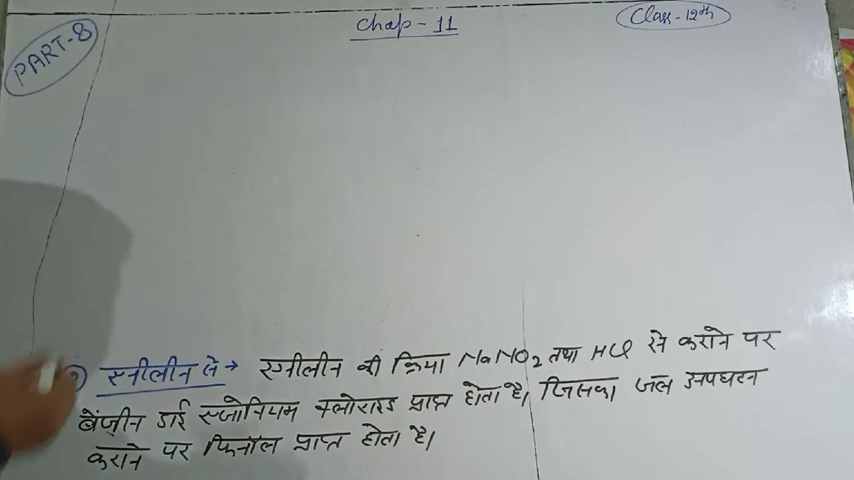 PART-8
Chap - 11
Class-12th
एनीलीन से → एनीलीन की क्रिया NaNO2 तथा HCl से कराने पर
बेंज़ीन डाई एजोनियम क्लोराइड प्राप्त होता है। जिसका जल अपघटन
कराने पर फिनॉल प्राप्त होता है।